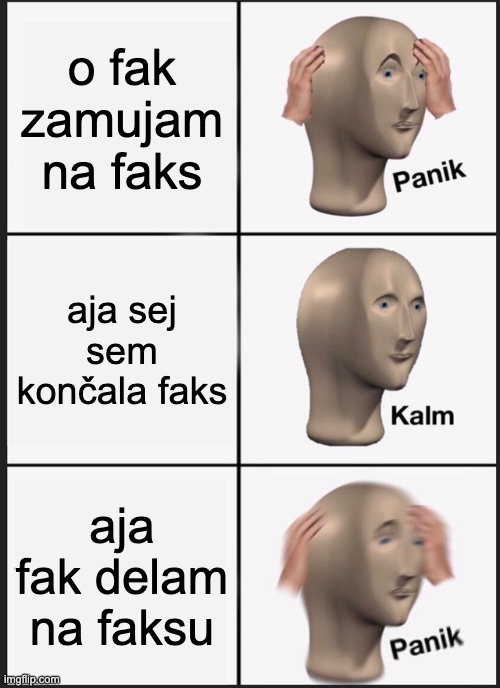 o fak
zamujam
na faks
Panik
aja sej
sem
končala faks
Kalm
aja
fak delam
na faksu
Panik
imgflip.com